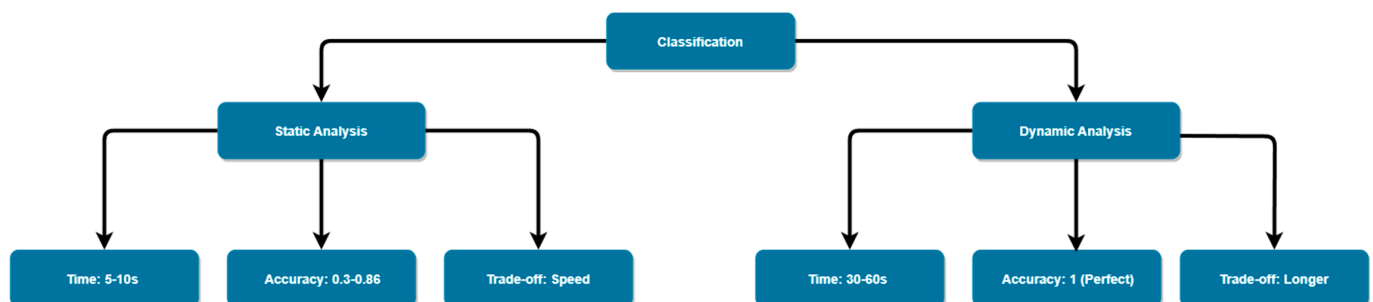 Classification
Static Analysis
Dynamic Analysis
Time: 5-10s
Accuracy: 0.3-0.86
Trade-off: Speed
Time: 30-60s
Accuracy: 1 (Perfect)
Trade-off: Longer